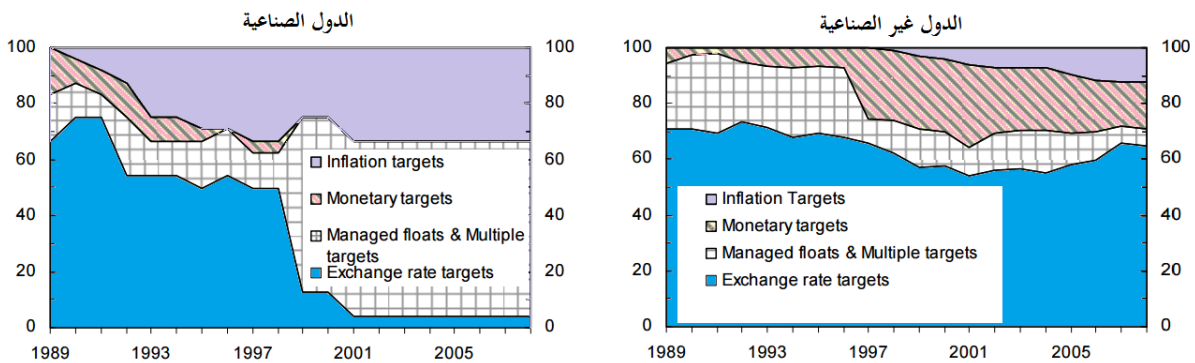 الدول الصناعية
100
80
60
40
20
0
100
80
60
40
20
0
Inflation targets
Monetary targets
Managed floats & Multiple
targets
Exchange rate targets
1989 1993 1997 2001 2005
الدول غير الصناعية
100
80
60
40
20
0
100
80
60
40
20
0
Inflation Targets
Monetary targets
Managed floats & Multiple targets
Exchange rate targets
1989 1993 1997 2001 2005